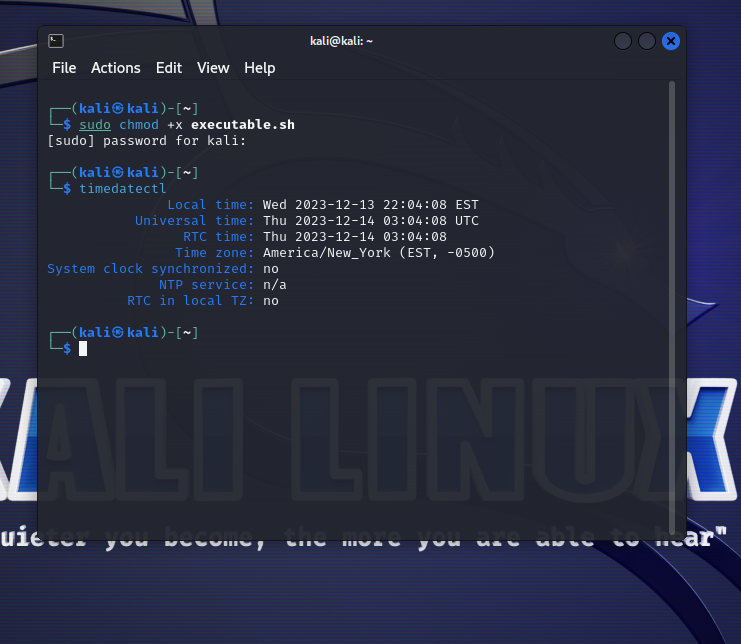 kali@kali: ~
File Actions Edit View Help
┌──(kali㉿kali)-[~]
└─$ sudo chmod +x executable.sh
[sudo] password for kali:
┌──(kali㉿kali)-[~]
└─$ timedatectl
Local time: Wed 2023-12-13 22:04:08 EST
Universal time: Thu 2023-12-14 03:04:08 UTC
RTC time: Thu 2023-12-14 03:04:08
Time zone: America/New_York (EST, -0500)
System clock synchronized: no
NTP service: n/a
RTC in local TZ: no
┌──(kali㉿kali)-[~]
└─$
KALI LINUX
uieter you become, the more you are able to hear"